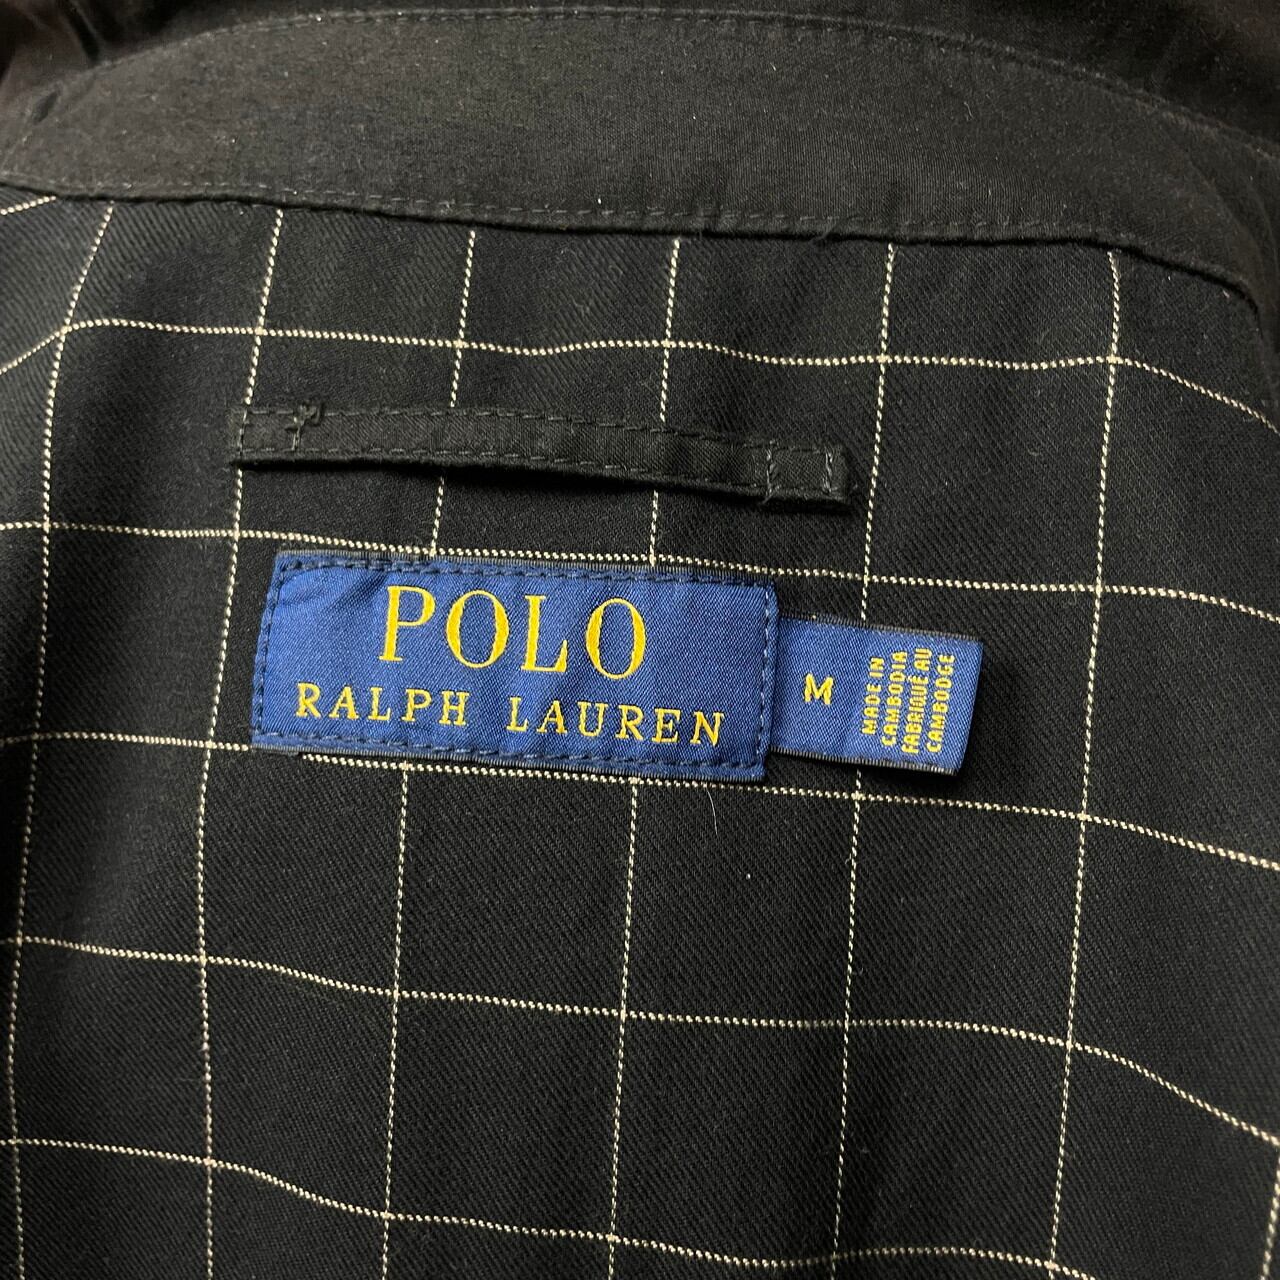 POLO
RALPH LAUREN
M
MADE IN
CAMBODIA
FABRIQUÉ AU
CAMBODGE